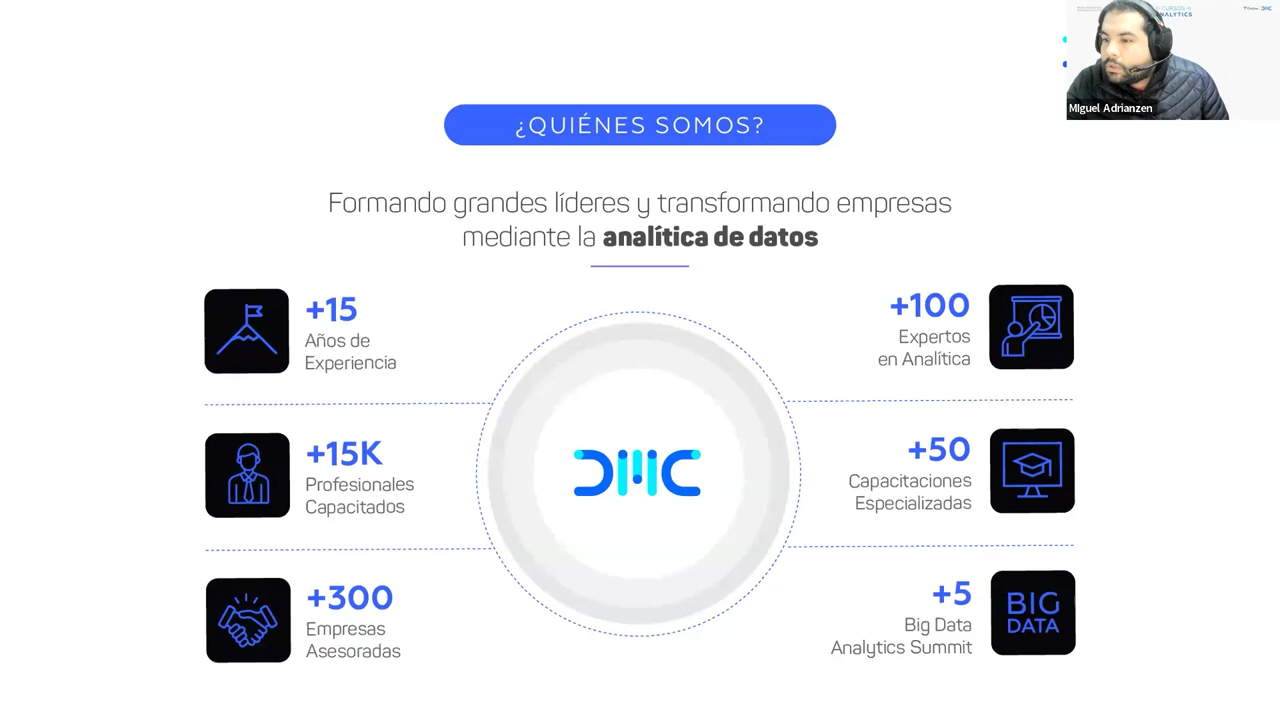 CURSOS
ANALYTICS
MIguel Adrianzen
¿QUIÉNES SOMOS?
Formando grandes líderes y transformando empresas
mediante la analítica de datos
+15
Años de
Experiencia
+15K
Profesionales
Capacitados
+300
Empresas
Asesoradas
DMC
+100
Expertos
en Analítica
+50
Capacitaciones
Especializadas
+5
Big Data
Analytics Summit
BIG
DATA